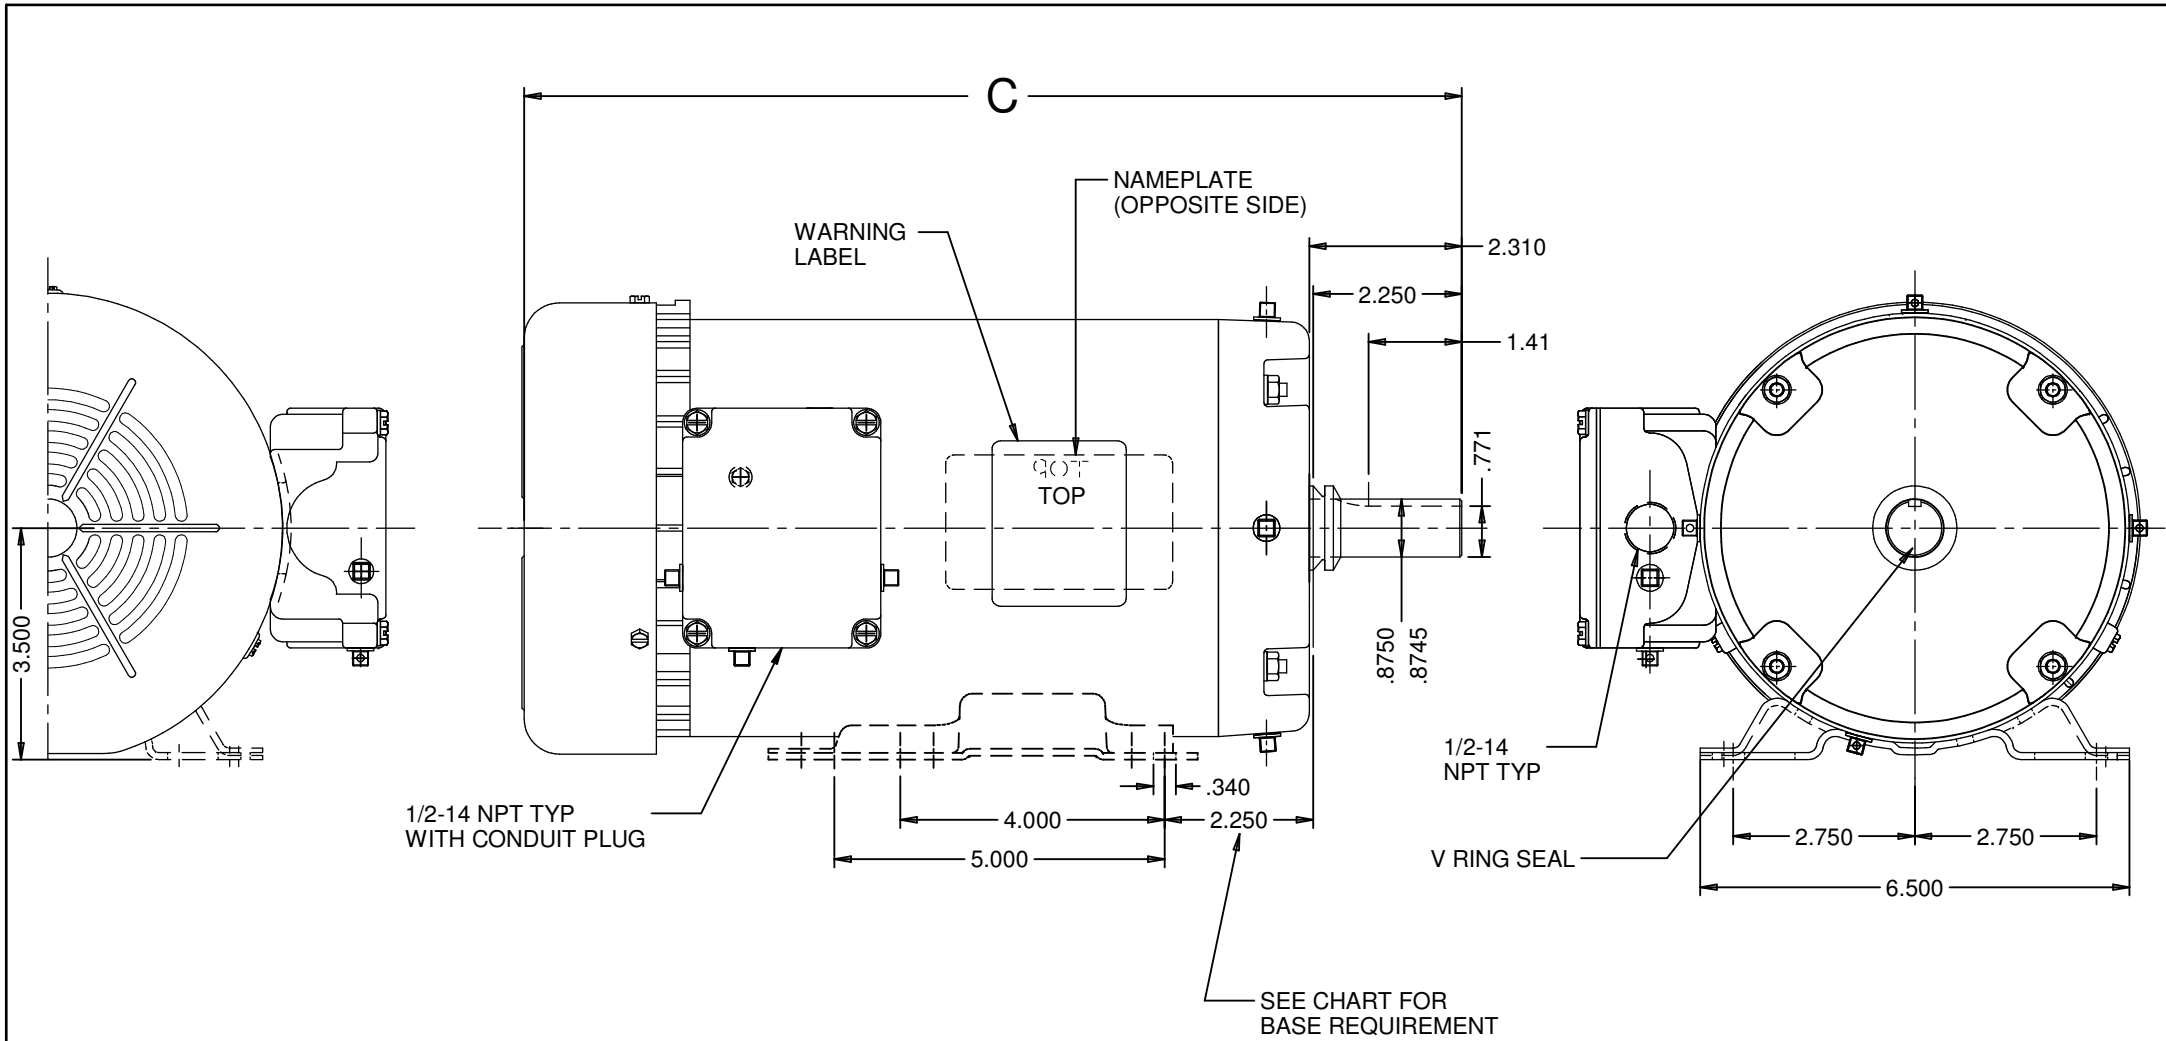 C
NAMEPLATE
(OPPOSITE SIDE)
WARNING
LABEL
2.310
2.250
1.41
.771
TOP
TOP
.8750
.8745
3.500
1/2-14 NPT TYP
WITH CONDUIT PLUG
.340
4.000
2.250
5.000
1/2-14
NPT TYP
V RING SEAL
2.750
2.750
6.500
SEE CHART FOR
BASE REQUIREMENT